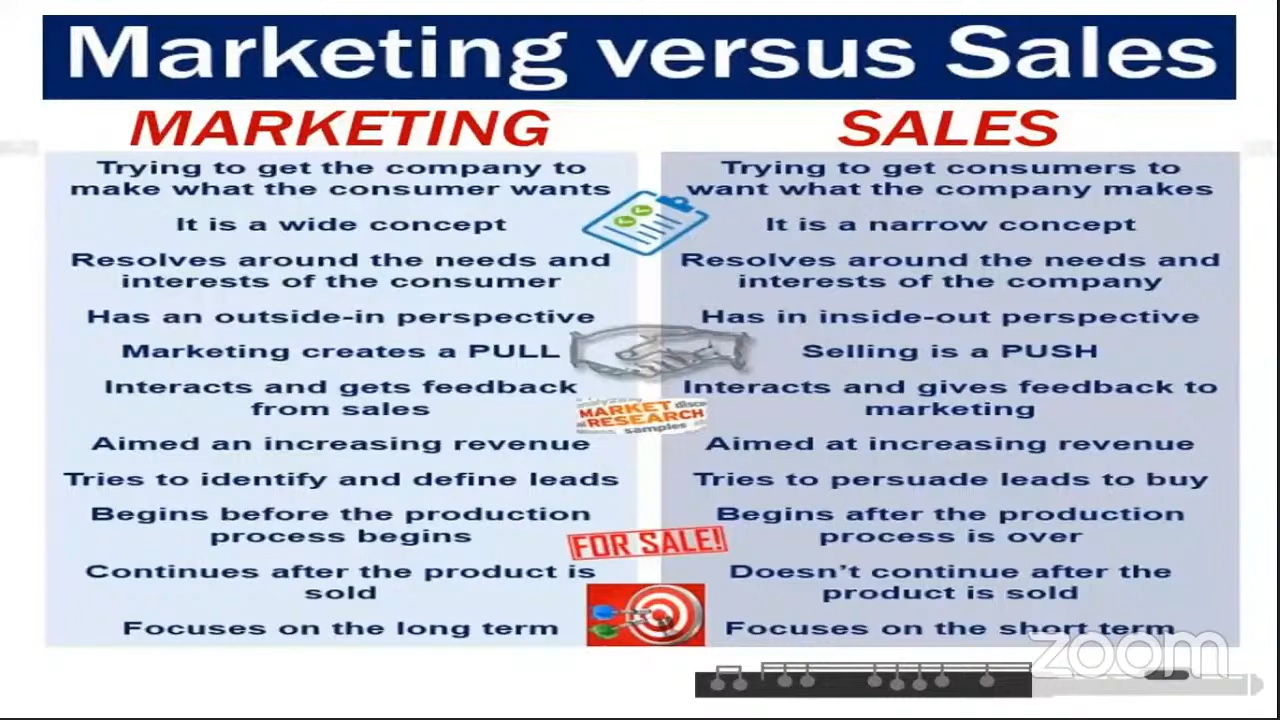 Marketing versus Sales
MARKETING
Trying to get the company to
make what the consumer wants
It is a wide concept
Resolves around the needs and
interests of the consumer
Has an outside-in perspective
Marketing creates a PULL
Interacts and gets feedback
from sales
Aimed an increasing revenue
Tries to identify and define leads
Begins before the production
process begins
Continues after the product is
sold
Focuses on the long term
SALES
Trying to get consumers to
want what the company makes
It is a narrow concept
Resolves around the needs and
interests of the company
Has in inside-out perspective
Selling is a PUSH
Interacts and gives feedback to
marketing
Aimed at increasing revenue
Tries to persuade leads to buy
Begins after the production
process is over
Doesn't continue after the
product is sold
Focuses on the short term
MARKET
RESEARCH
samples
FOR SALE!
zoom